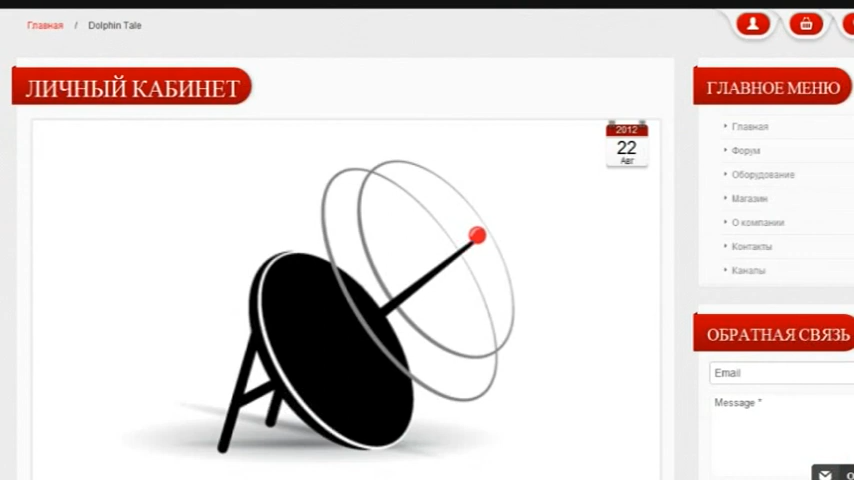 Главная / Dolphin Tale
ЛИЧНЫЙ КАБИНЕТ
2012
22
Авг
ГЛАВНОЕ МЕНЮ
Главная
Форум
Оборудование
Магазин
О компании
Контакты
Каналы
ОБРАТНАЯ СВЯЗЬ
Email
Message *